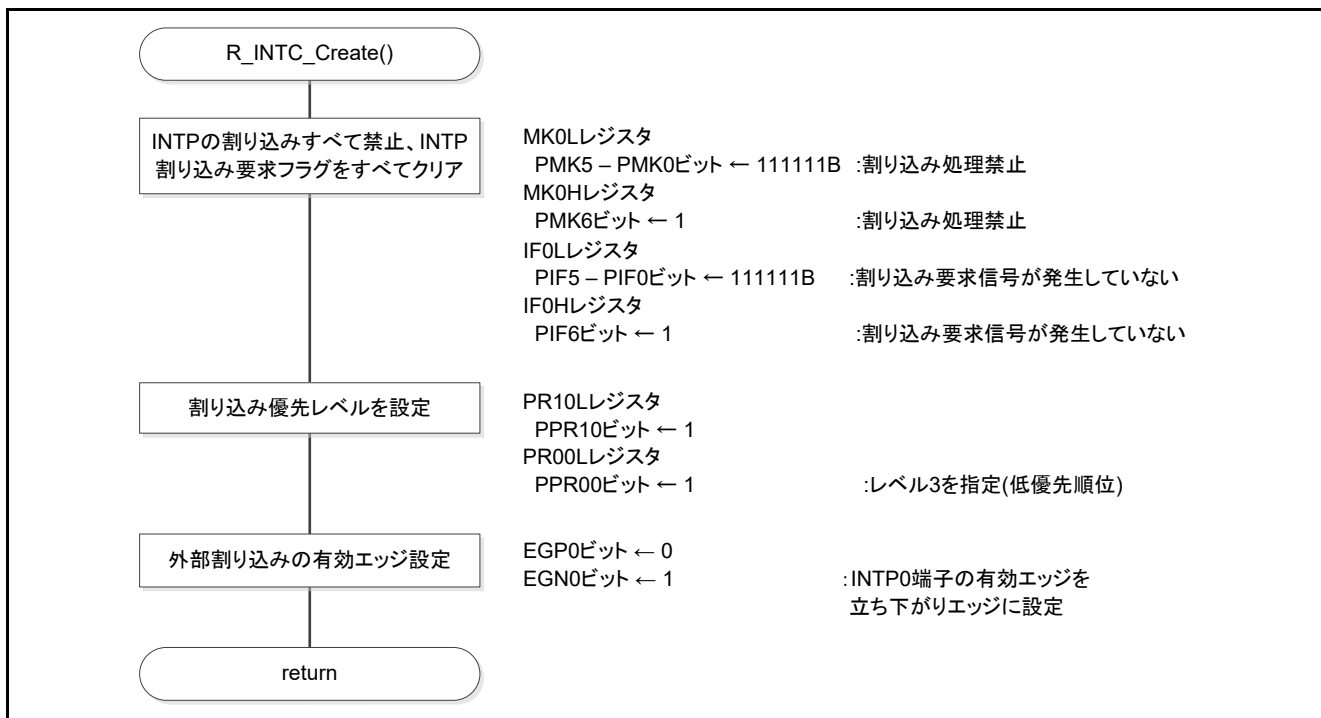 R_INTC_Create()
INTPの割り込みすべて禁止、INTP
割り込み要求フラグをすべてクリア
MK0Lレジスタ
PMK5 – PMK0ビット ← 111111B :割り込み処理禁止
MK0Hレジスタ
PMK6ビット ← 1 :割り込み処理禁止
IF0Lレジスタ
PIF5 – PIF0ビット ← 111111B :割り込み要求信号が発生していない
IF0Hレジスタ
PIF6ビット ← 1 :割り込み要求信号が発生していない
割り込み優先レベルを設定
PR10Lレジスタ
PPR10ビット ← 1
PR00Lレジスタ
PPR00ビット ← 1 :レベル3を指定(低優先順位)
外部割り込みの有効エッジ設定
EGP0ビット ← 0
EGN0ビット ← 1 :INTP0端子の有効エッジを
立ち下がりエッジに設定
return